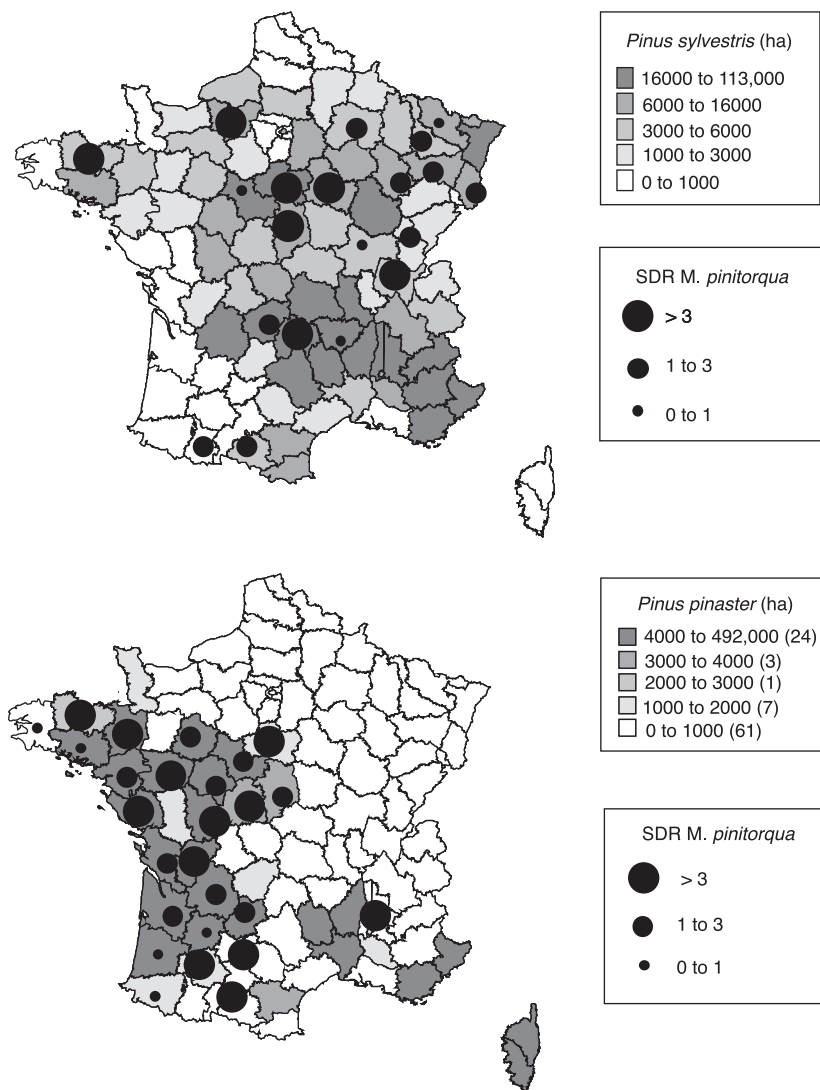 Pinus sylvestris (ha)
16000 to 113,000
6000 to 16000
3000 to 6000
1000 to 3000
0 to 1000
SDR M. pinitorqua
> 3
1 to 3
0 to 1
Pinus pinaster (ha)
4000 to 492,000 (24)
3000 to 4000 (3)
2000 to 3000 (1)
1000 to 2000 (7)
0 to 1000 (61)
SDR M. pinitorqua
> 3
1 to 3
0 to 1